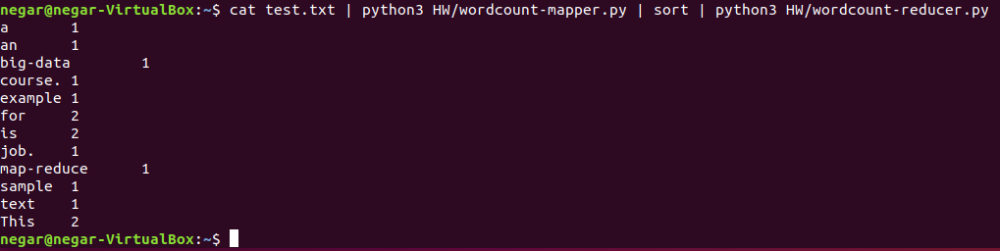 negar@negar-VirtualBox:~$ cat test.txt | python3 HW/wordcount-mapper.py | sort | python3 HW/wordcount-reducer.py
a	1
an	1
big-data	1
course.	1
example	1
for	2
is	2
job.	1
map-reduce	1
sample	1
text	1
This	2
negar@negar-VirtualBox:~$